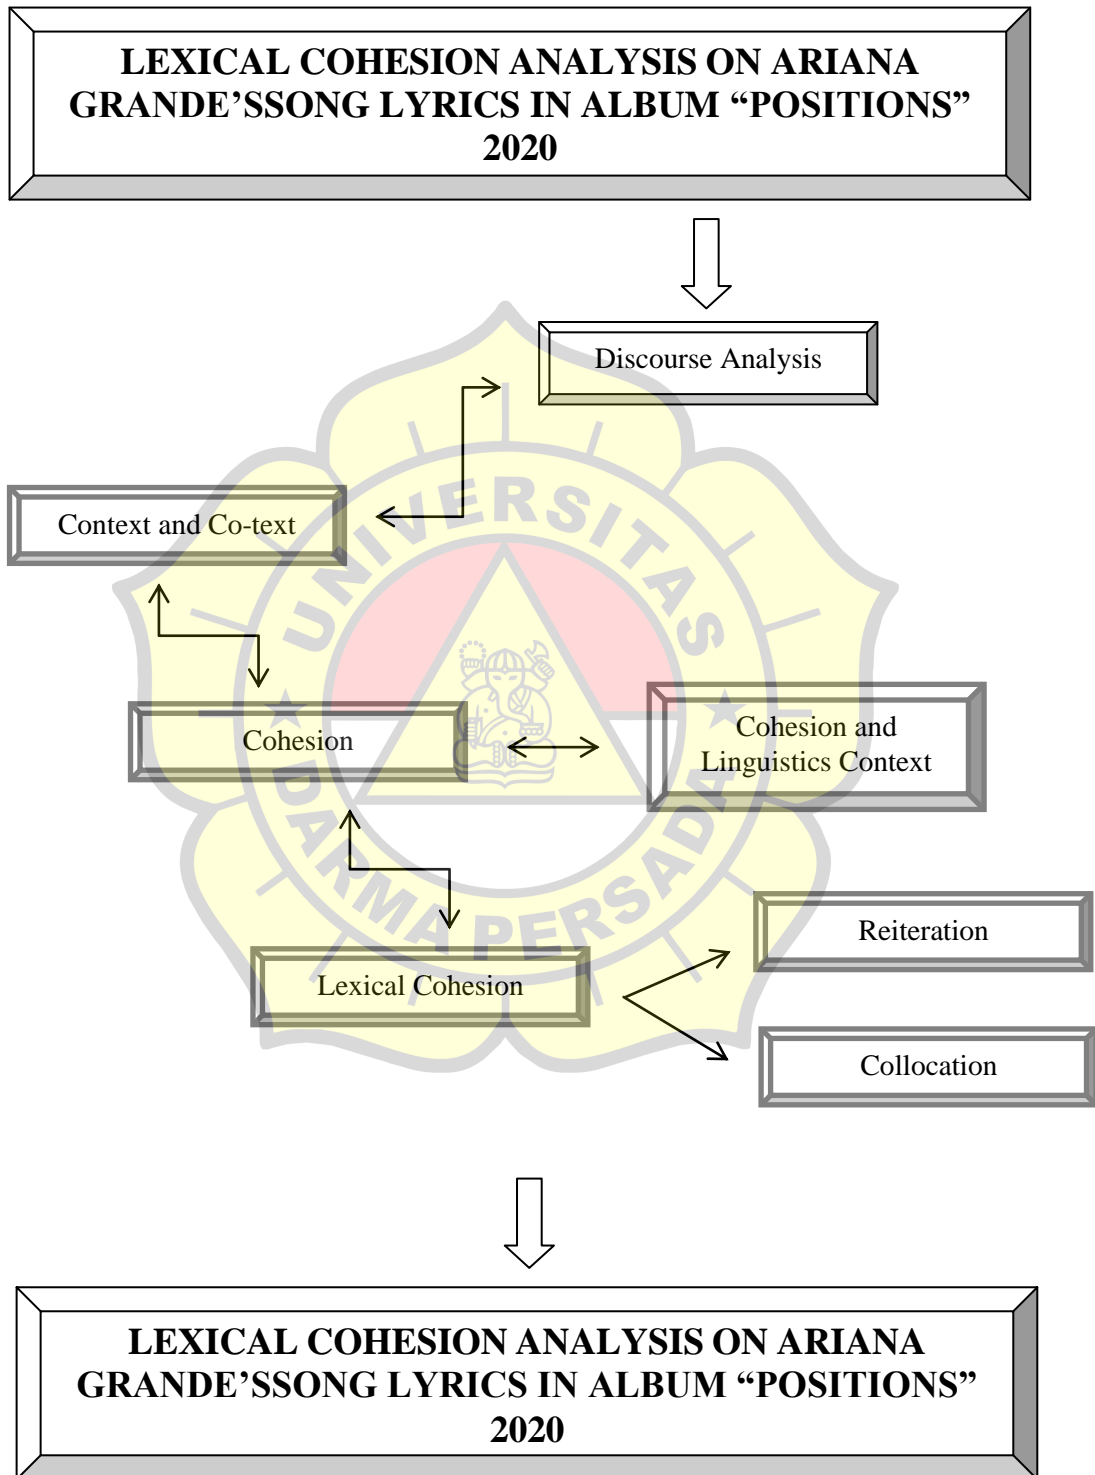 LEXICAL COHESION ANALYSIS ON ARIANA
GRANDE’SSONG LYRICS IN ALBUM “POSITIONS”
2020
Discourse Analysis
Context and Co-text
UNIVERSITAS
Cohesion
Cohesion and
Linguistics Context
DARMA PERSADA
Reiteration
Lexical Cohesion
Collocation
LEXICAL COHESION ANALYSIS ON ARIANA
GRANDE’SSONG LYRICS IN ALBUM “POSITIONS”
2020